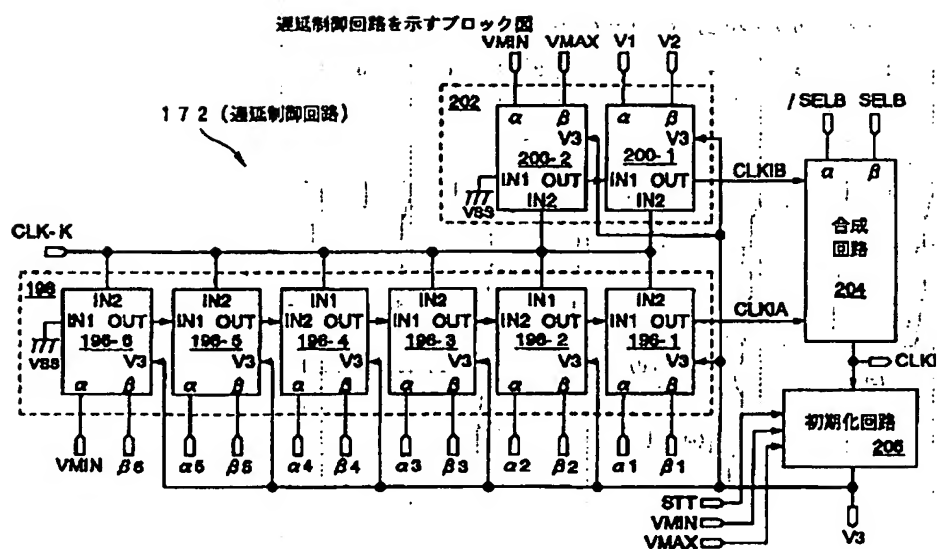 遅延制御回路を示すブロック図
VMIN VMAX V1 V2
172 (遅延制御回路)
202
/SELB SELB
α β α β
V3 V3
200-2 200-1
IN1 OUT IN1 OUT CLKIB
IN2 IN2
VSS
α β
合成
回路
204
CLK-K
198
IN2 IN2 IN1 IN2 IN1 IN2
IN1 OUT IN1 OUT IN2 OUT IN1 OUT IN2 OUT IN1 OUT CLKIA
196-6 196-5 196-4 196-3 196-2 196-1
VSS
V3 V3 V3 V3 V3 V3
α β α β α β α β α β α β
CLKI
初期化回路
206
VMIN β6 α5 β5 α4 β4 α3 β3 α2 β2 α1 β1
STT
VMIN
VMAX
V3